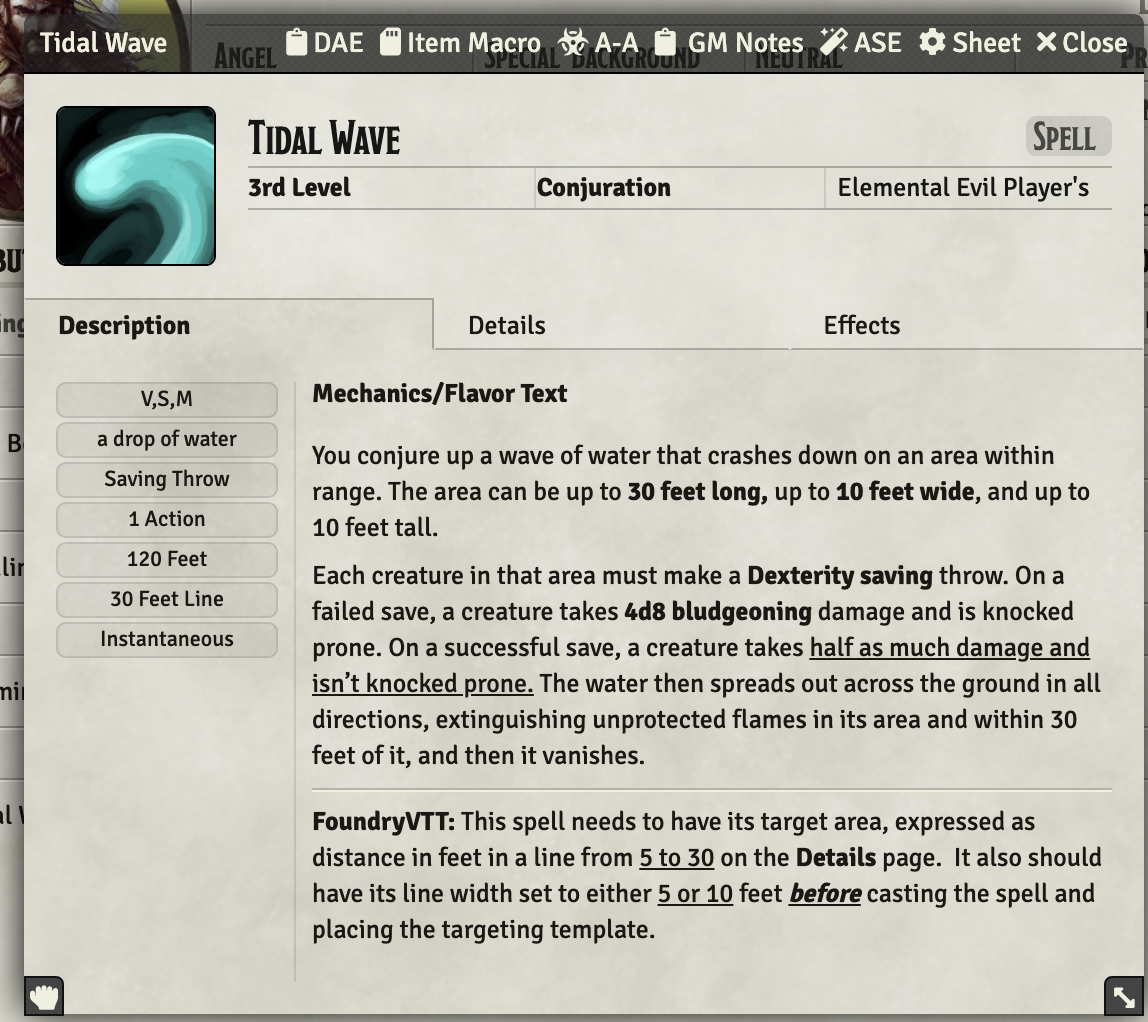 Tidal Wave DAE Item Macro A-A GM Notes ASE Sheet Close
ANGEL SPECIAL BACKGROUND NEUTRAL
TIDAL WAVE SPELL
3rd Level Conjuration Elemental Evil Player's
Description Details Effects
V,S,M
a drop of water
Saving Throw
1 Action
120 Feet
30 Feet Line
Instantaneous
Mechanics/Flavor Text
You conjure up a wave of water that crashes down on an area within
range. The area can be up to 30 feet long, up to 10 feet wide, and up to
10 feet tall.
Each creature in that area must make a Dexterity saving throw. On a
failed save, a creature takes 4d8 bludgeoning damage and is knocked
prone. On a successful save, a creature takes half as much damage and
isn’t knocked prone. The water then spreads out across the ground in all
directions, extinguishing unprotected flames in its area and within 30
feet of it, and then it vanishes.
FoundryVTT: This spell needs to have its target area, expressed as
distance in feet in a line from 5 to 30 on the Details page. It also should
have its line width set to either 5 or 10 feet before casting the spell and
placing the targeting template.